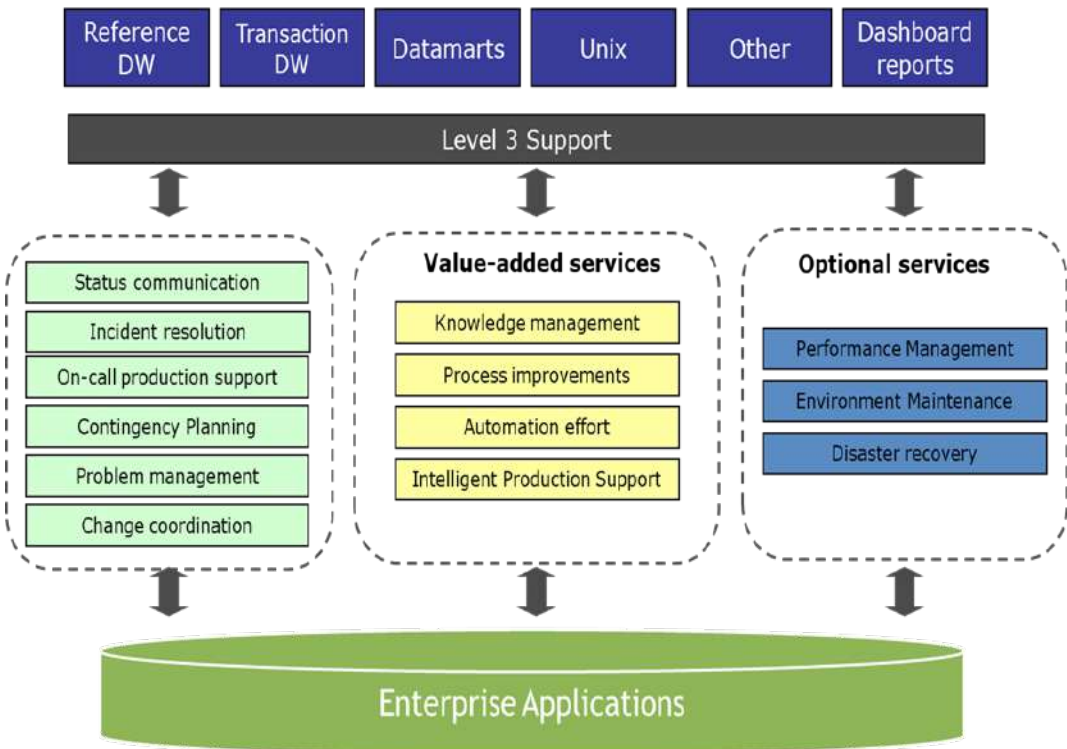 Reference
DW
Transaction
DW
Datamarts
Unix
Other
Dashboard
reports
Level 3 Support
Status communication
Incident resolution
On-call production support
Contingency Planning
Problem management
Change coordination
Value-added services
Knowledge management
Process improvements
Automation effort
Intelligent Production Support
Optional services
Performance Management
Environment Maintenance
Disaster recovery
Enterprise Applications